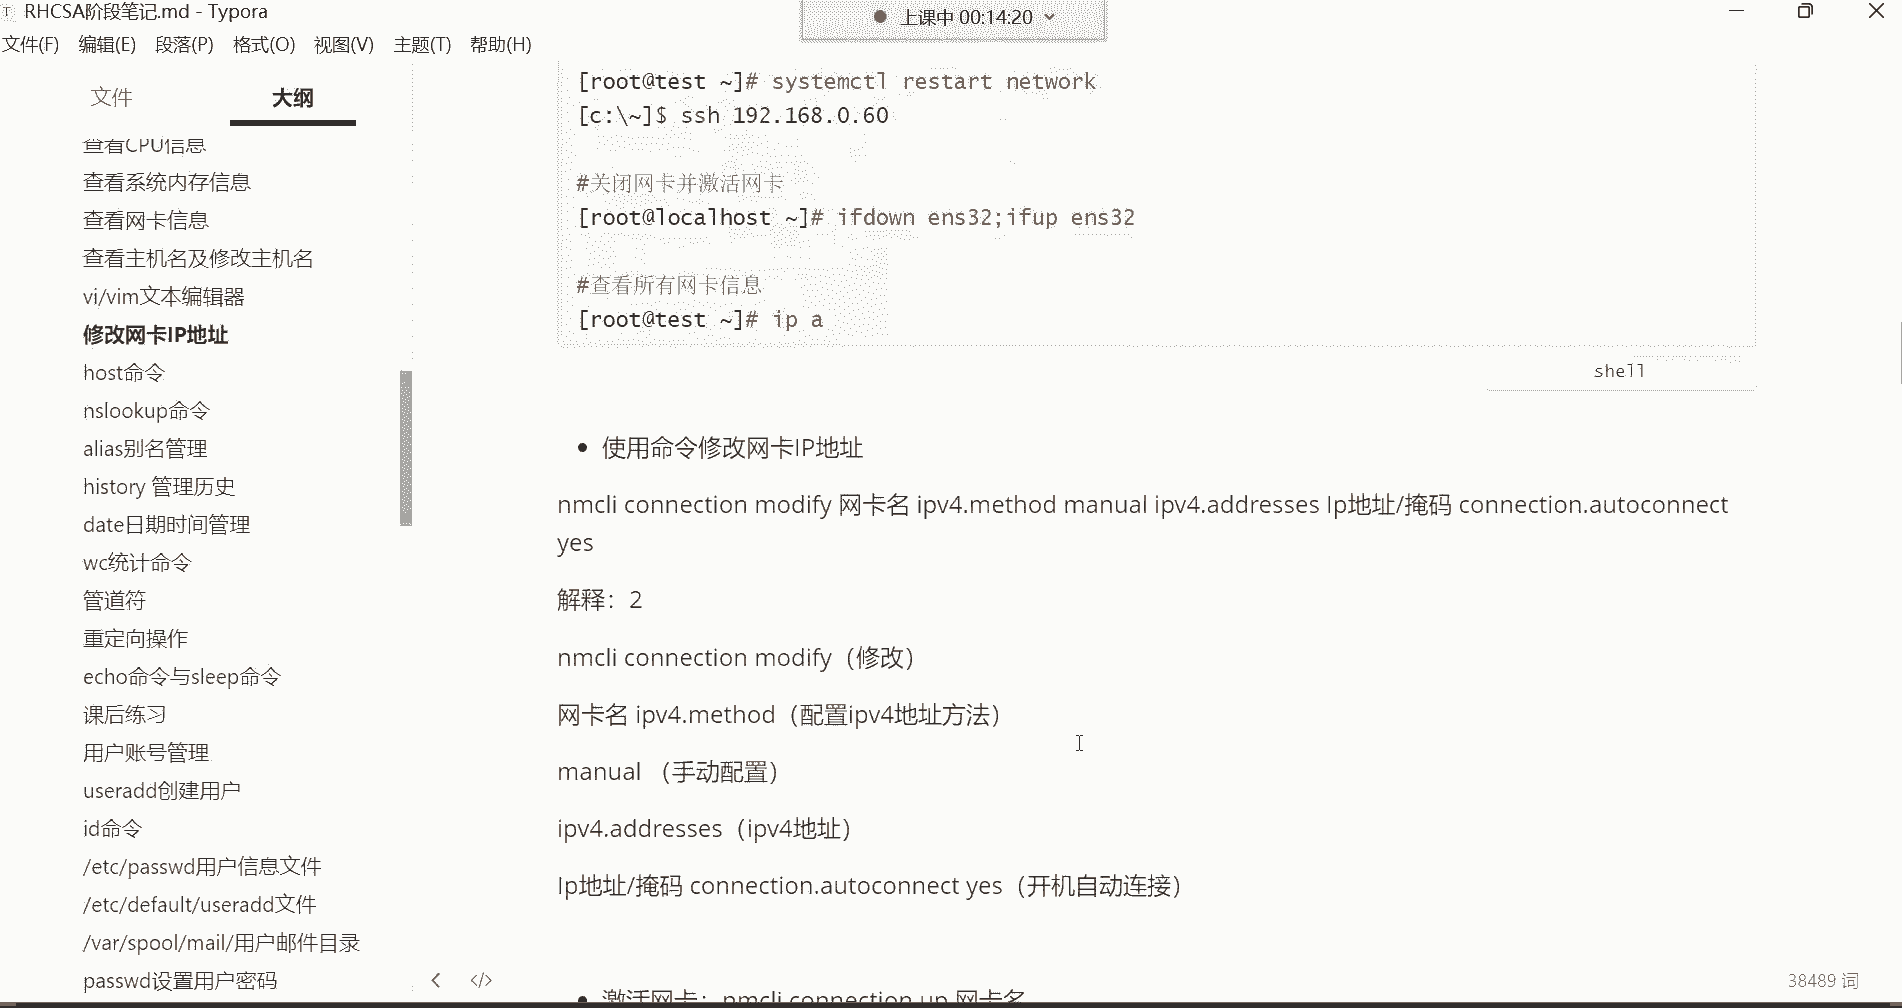 RHCSA阶段笔记.md - Typora
上课中 00:14:20
文件(F) 编辑(E) 段落(P) 格式(O) 视图(V) 主题(T) 帮助(H)
文件 大纲
查看CPU信息
查看系统内存信息
查看网卡信息
查看主机名及修改主机名
vi/vim文本编辑器
修改网卡IP地址
host命令
nslookup命令
alias别名管理
history 管理历史
date日期时间管理
wc统计命令
管道符
重定向操作
echo命令与sleep命令
课后练习
用户账号管理
useradd创建用户
id命令
/etc/passwd用户信息文件
/etc/default/useradd文件
/var/spool/mail/用户邮件目录
passwd设置用户密码
[root@test ~]# systemctl restart network
[c:\~]$ ssh 192.168.0.60
#关闭网卡并激活网卡
[root@localhost ~]# ifdown ens32;ifup ens32
#查看所有网卡信息
[root@test ~]# ip a
shell
使用命令修改网卡IP地址
nmcli connection modify 网卡名 ipv4.method manual ipv4.addresses Ip地址/掩码 connection.autoconnect
yes
解释：2
nmcli connection modify（修改）
网卡名 ipv4.method（配置ipv4地址方法）
manual （手动配置）
ipv4.addresses（ipv4地址）
Ip地址/掩码 connection.autoconnect yes（开机自动连接）
激活网卡：nmcli connection up 网卡名
38489 词